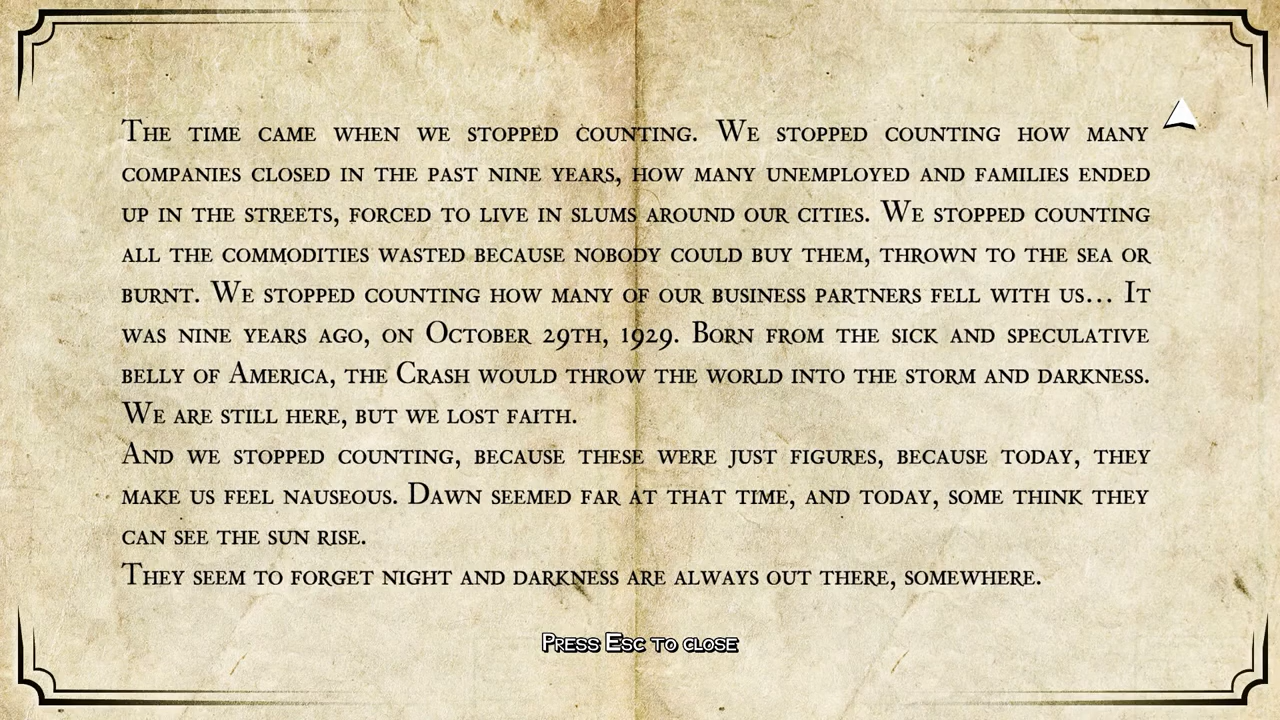 The time came when we stopped counting. We stopped counting how many
companies closed in the past nine years, how many unemployed and families ended
up in the streets, forced to live in slums around our cities. We stopped counting
all the commodities wasted because nobody could buy them, thrown to the sea or
burnt. We stopped counting how many of our business partners fell with us... It
was nine years ago, on October 29th, 1929. Born from the sick and speculative
belly of America, the Crash would throw the world into the storm and darkness.
We are still here, but we lost faith.
And we stopped counting, because these were just figures, because today, they
make us feel nauseous. Dawn seemed far at that time, and today, some think they
can see the sun rise.
They seem to forget night and darkness are always out there, somewhere.
Press Esc to close